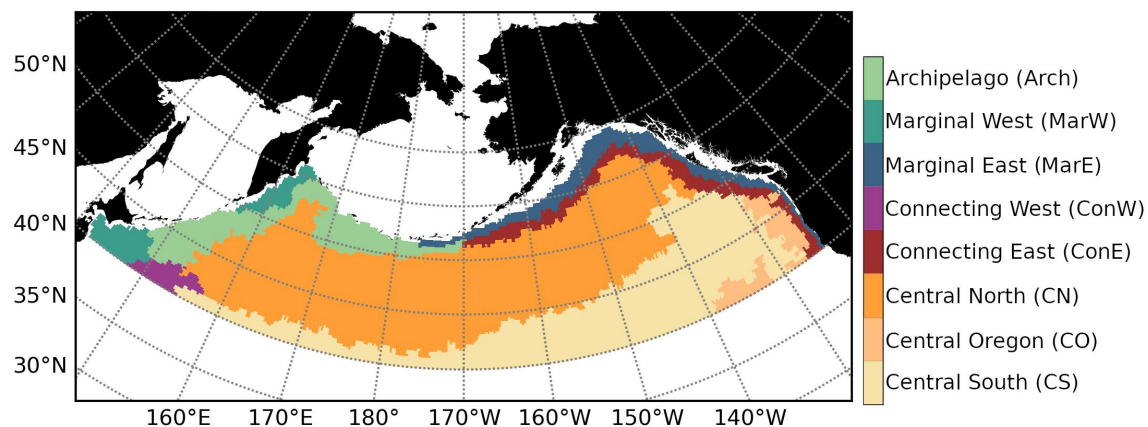 50°N
45°N
40°N
35°N
30°N
160°E 170°E 180° 170°W 160°W 150°W 140°W
Archipelago (Arch)
Marginal West (MarW)
Marginal East (MarE)
Connecting West (ConW)
Connecting East (ConE)
Central North (CN)
Central Oregon (CO)
Central South (CS)